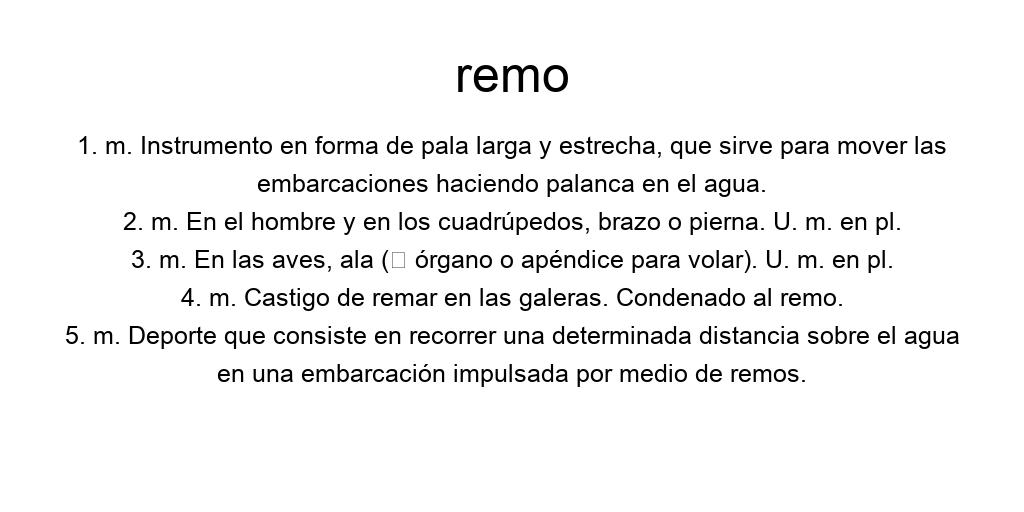 remo
1. m. Instrumento en forma de pala larga y estrecha, que sirve para mover las
embarcaciones haciendo palanca en el agua.
2. m. En el hombre y en los cuadrúpedos, brazo o pierna. U. m. en pl.
3. m. En las aves, ala (□ órgano o apéndice para volar). U. m. en pl.
4. m. Castigo de remar en las galeras. Condenado al remo.
5. m. Deporte que consiste en recorrer una determinada distancia sobre el agua
en una embarcación impulsada por medio de remos.